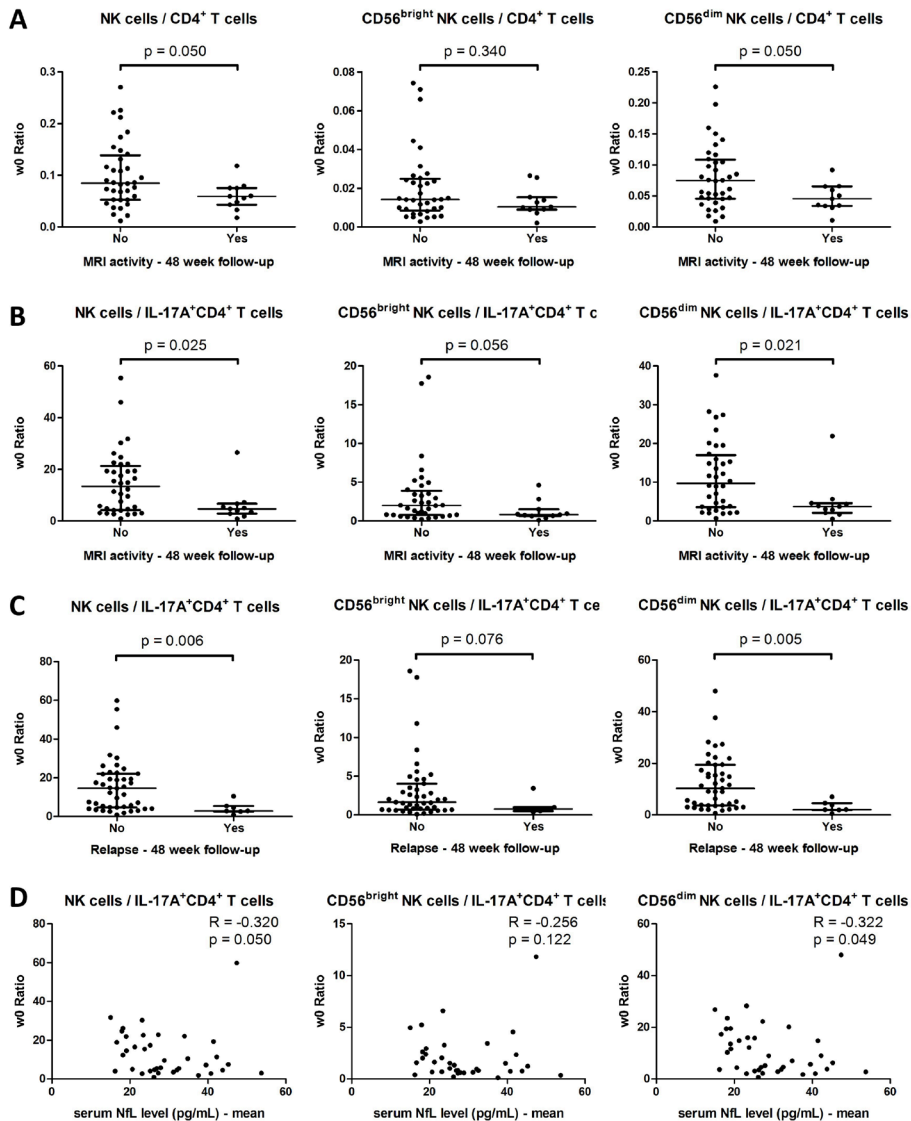 A
NK cells / CD4⁺ T cells
p = 0.050
w0 Ratio
0.3
0.2
0.1
0.0
No Yes
MRI activity - 48 week follow-up
CD56ᵇʳⁱᵍʰᵗ NK cells / CD4⁺ T cells
p = 0.340
w0 Ratio
0.08
0.06
0.04
0.02
0.00
No Yes
MRI activity - 48 week follow-up
CD56ᵈⁱᵐ NK cells / CD4⁺ T cells
p = 0.050
w0 Ratio
0.25
0.20
0.15
0.10
0.05
0.00
No Yes
MRI activity - 48 week follow-up
B
NK cells / IL-17A⁺CD4⁺ T cells
p = 0.025
w0 Ratio
60
40
20
0
No Yes
MRI activity - 48 week follow-up
CD56ᵇʳⁱᵍʰᵗ NK cells / IL-17A⁺CD4⁺ T c
p = 0.056
w0 Ratio
20
15
10
5
0
No Yes
MRI activity - 48 week follow-up
CD56ᵈⁱᵐ NK cells / IL-17A⁺CD4⁺ T cells
p = 0.021
w0 Ratio
40
30
20
10
0
No Yes
MRI activity - 48 week follow-up
C
NK cells / IL-17A⁺CD4⁺ T cells
p = 0.006
w0 Ratio
80
60
40
20
0
No Yes
Relapse - 48 week follow-up
CD56ᵇʳⁱᵍʰᵗ NK cells / IL-17A⁺CD4⁺ T ce
p = 0.076
w0 Ratio
20
15
10
5
0
No Yes
Relapse - 48 week follow-up
CD56ᵈⁱᵐ NK cells / IL-17A⁺CD4⁺ T cells
p = 0.005
w0 Ratio
60
40
20
0
No Yes
Relapse - 48 week follow-up
D
NK cells / IL-17A⁺CD4⁺ T cells
R = -0.320
p = 0.050
w0 Ratio
80
60
40
20
0
0 20 40 60
serum NfL level (pg/mL) - mean
CD56ᵇʳⁱᵍʰᵗ NK cells / IL-17A⁺CD4⁺ T cells
R = -0.256
p = 0.122
w0 Ratio
15
10
5
0
0 20 40 60
serum NfL level (pg/mL) - mean
CD56ᵈⁱᵐ NK cells / IL-17A⁺CD4⁺ T cells
R = -0.322
p = 0.049
w0 Ratio
60
40
20
0
0 20 40 60
serum NfL level (pg/mL) - mean